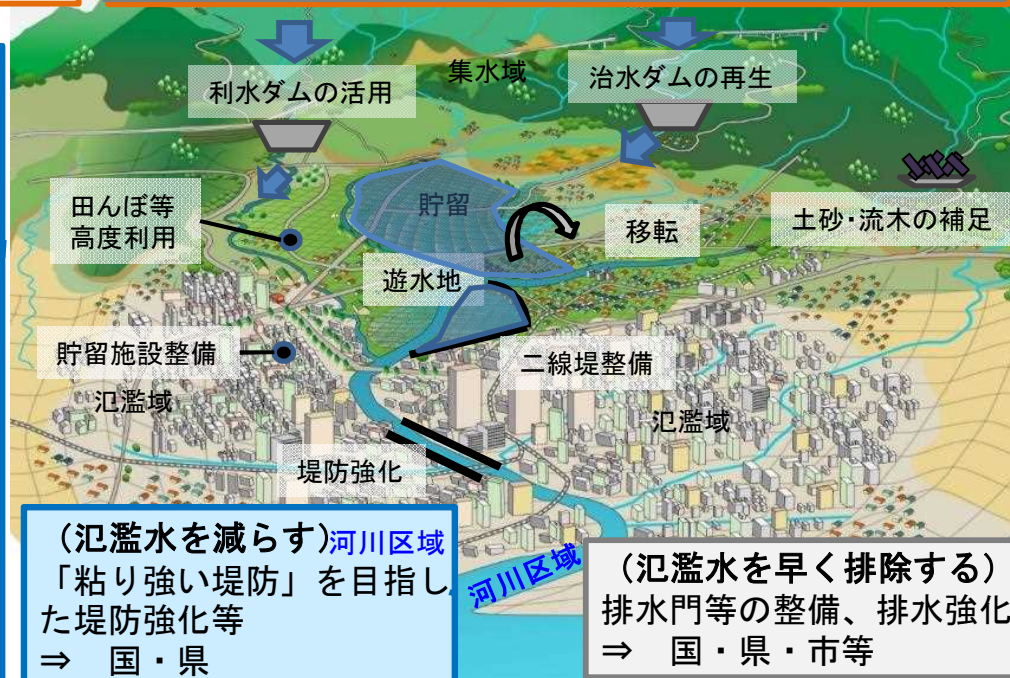 集水域
利水ダムの活用
治水ダムの再生
田んぼ等
高度利用
貯留
移転
土砂・流木の補足
遊水地
貯留施設整備
二線堤整備
氾濫域
氾濫域
堤防強化
（氾濫水を減らす）河川区域
「粘り強い堤防」を目指し
た堤防強化等
⇒　国・県
河川区域
（氾濫水を早く排除する）
排水門等の整備、排水強化
⇒　国・県・市等